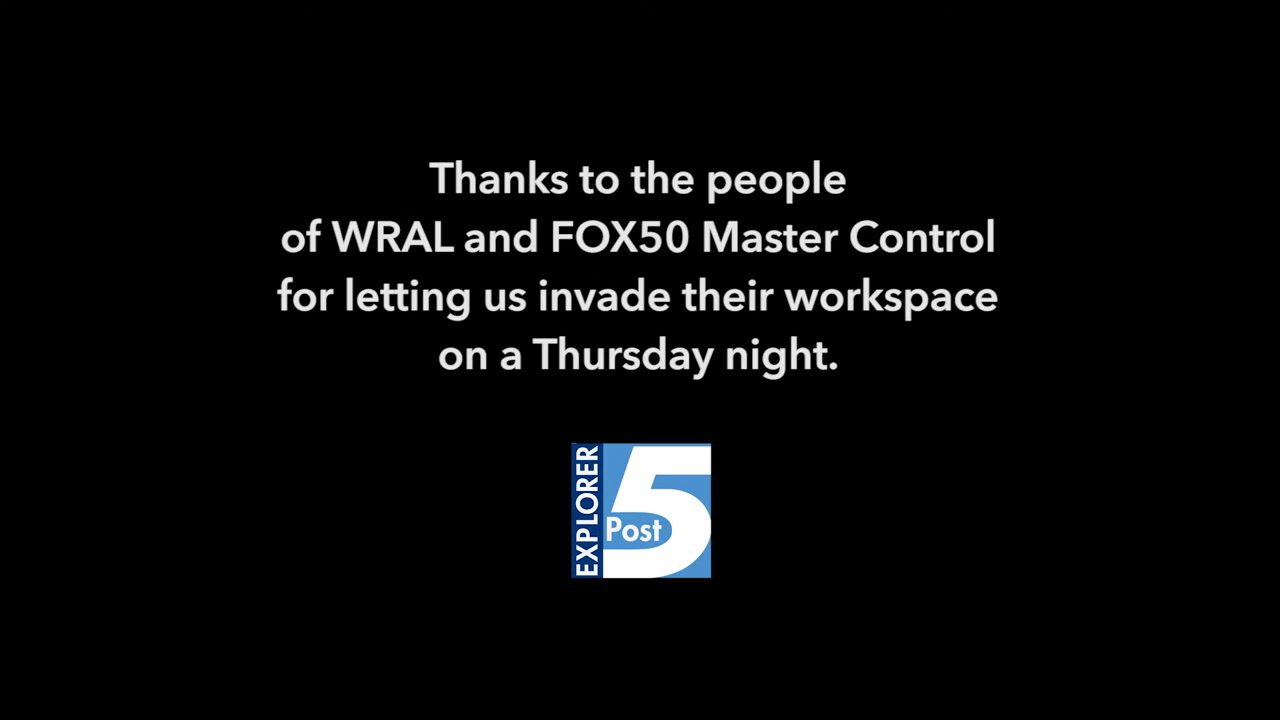 Thanks to the people
of WRAL and FOX50 Master Control
for letting us invade their workspace
on a Thursday night.
EXPLORER
Post 5